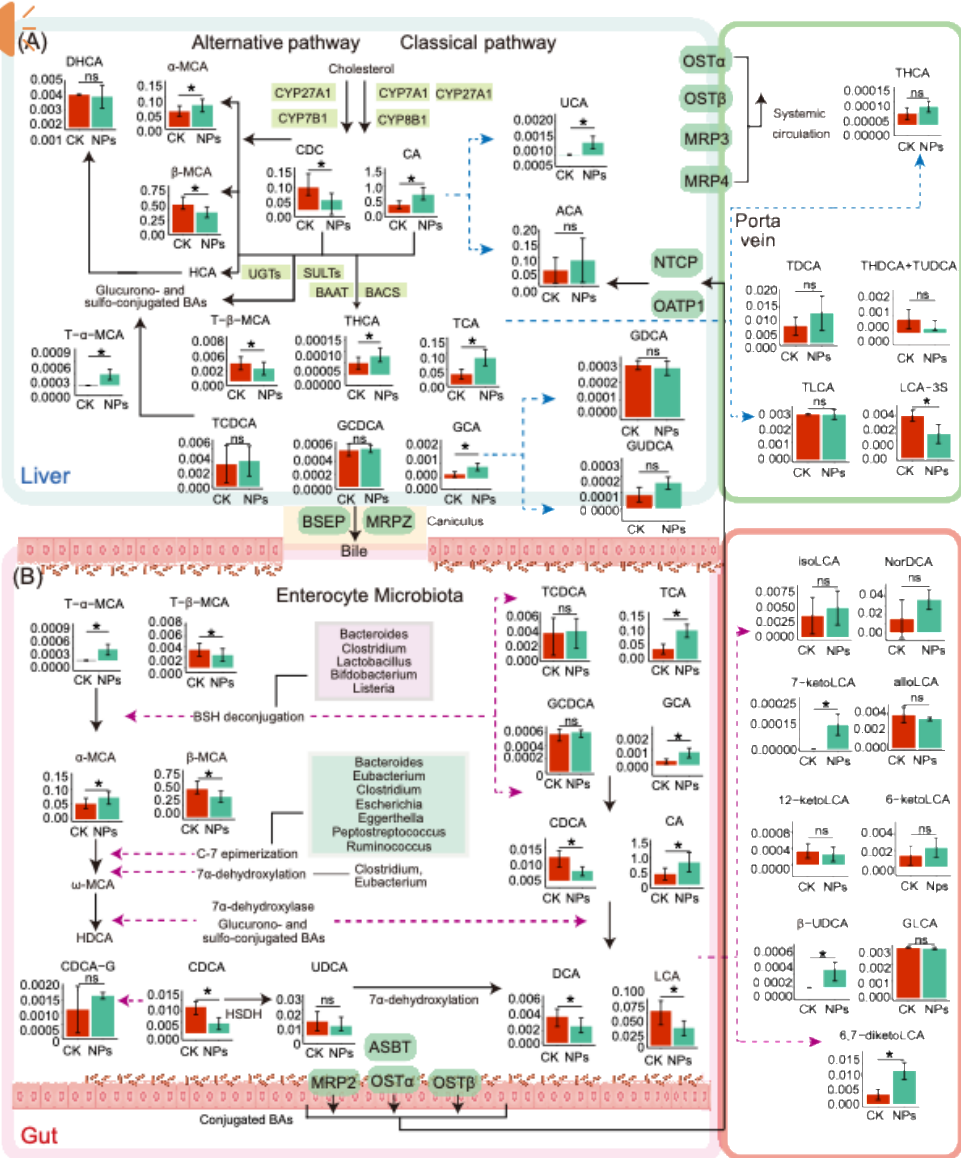 (A)
Alternative pathway
Classical pathway
Cholesterol
CYP27A1
CYP7B1
CYP7A1
CYP27A1
CYP8B1
DHCA
0.005
0.004
0.003
0.002
0.001
ns
CK NPs
α-MCA
0.15
0.10
0.05
0.00
*
CK NPs
β-MCA
0.75
0.50
0.25
0.00
*
CK NPs
CDC
0.15
0.10
0.05
0.00
*
CK NPs
CA
1.5
1.0
0.5
0.0
*
CK NPs
UCA
0.0020
0.0015
0.0010
0.0005
*
CK NPs
ACA
0.20
0.15
0.10
0.05
0.00
ns
CK NPs
OSTα
OSTβ
MRP3
MRP4
Systemic
circulation
THCA
0.00015
0.00010
0.00005
0.00000
ns
CK NPs
Porta
vein
NTCP
OATP1
HCA
UGTs
SULTs
BAAT
BACS
Glucurono- and
sulfo-conjugated BAs
T-α-MCA
0.0009
0.0006
0.0003
0.0000
*
CK NPs
T-β-MCA
0.008
0.006
0.004
0.002
0.000
*
CK NPs
THCA
0.00015
0.00010
0.00005
0.00000
*
CK NPs
TCA
0.15
0.10
0.05
0.00
*
CK NPs
GDCA
0.0003
0.0002
0.0001
0.0000
ns
CK NPs
TDCA
0.020
0.015
0.010
0.005
0.000
ns
CK NPs
THDCA+TUDCA
0.002
0.001
0.000
ns
CK NPs
TLCA
0 003
0.002
0.001
0.000
ns
CK NPs
LCA-3S
0.004
0.002
0.000
*
CK NPs
TCDCA
0.006
0.004
0.002
0.000
ns
CK NPs
GCDCA
0.0006
0.0004
0.0002
0.0000
ns
CK NPs
GCA
0.002
0.001
0.000
*
CK NPs
GUDCA
0.0003
0.0002
0.0001
0 0000
ns
CK NPs
Liver
BSEP
MRPZ
Caniculus
Bile
(B)
Enterocyte Microbiota
T-α-MCA
0.0009
0.0006
0.0003
0.0000
*
CK NPs
T-β-MCA
0.008
0.006
0.004
0.002
0.000
*
CK NPs
Bacteroides
Clostridium
Lactobacillus
Bifdobacterium
Listeria
BSH deconjugation
TCDCA
0.006
0.004
0.002
0.000
ns
CK NPs
TCA
0.15
0.10
0.05
0.00
*
CK NPs
GCDCA
0.0006
0.0004
0.0002
0
ns
CK NPs
GCA
0.002
0.001
0.000
*
CK NPs
α-MCA
0.15
0.10
0.05
0.00
*
CK NPs
β-MCA
0.75
0.50
0.25
0.00
*
CK NPs
Bacteroides
Eubacterium
Clostridium
Escherichia
Eggerthella
Peptostreptococcus
Ruminococcus
C-7 epimerization
7α-dehydroxylation
Clostridium,
Eubacterium
CDCA
0.015
0.010
0.005
*
CK NPs
CA
1.5
1.0
0.5
0.0
*
CK NPs
ω-MCA
7α-dehydroxylase
Glucurono- and
sulfo-conjugated BAs
HDCA
CDCA-G
0.0020
0.0015
0.0010
0.0005
CK NPs
CDCA
0.015
0.010
0.005
0.000
*
CK NPs
HSDH
UDCA
0.03
0.02
0.01
0
ns
CK NPs
7α-dehydroxylation
DCA
0.006
0.004
0.002
0.000
*
CK NPs
LCA
0.100
0.075
0.050
0.025
0
*
CK NPs
ASBT
MRP2
OSTα
OSTβ
Conjugated BAs
Gut
isoLCA
0.0075
0.0050
0.0025
0.0000
ns
CK NPs
NorDCA
0.04
0.02
0.00
ns
CK NPs
7-ketoLCA
0.00050
0.00025
0.00000
*
CK NPs
alloLCA
0.004
0.002
0.000
ns
CK NPs
12-ketoLCA
0.0008
0.0004
0.0000
ns
CK NPs
6-ketoLCA
0.004
0.002
0.000
ns
CK Nps
β-UDCA
0.0006
0.0004
0.0002
0.0000
*
CK NPs
GLCA
0.003
0.002
0.001
0.000
ns
CK NPs
6,7-diketoLCA
0.015
0.010
0.005
0.000
*
CK NPs